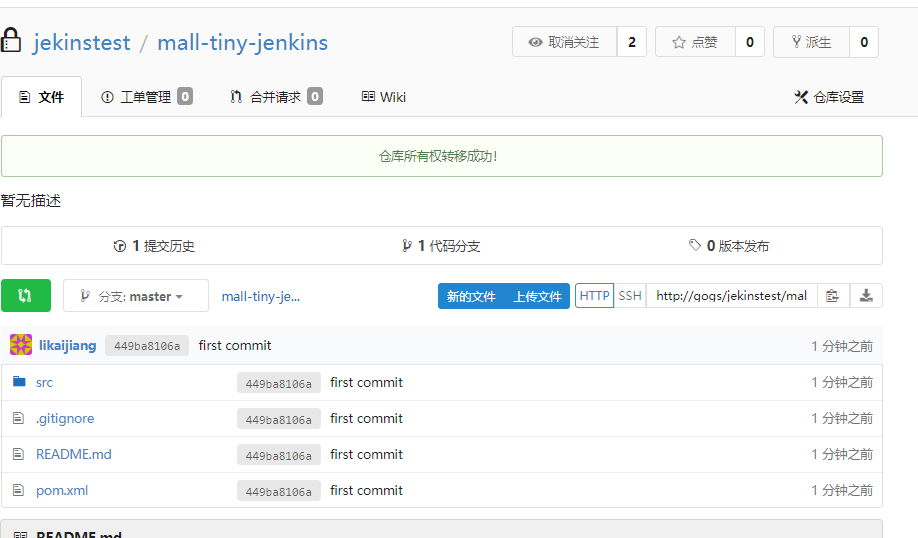 jekinstest / mall-tiny-jenkins 取消关注 2 点赞 0 派生 0
文件 工单管理 0 合并请求 0 Wiki 仓库设置
仓库所有权转移成功！
暂无描述
1 提交历史 1 代码分支 0 版本发布
分支: master mall-tiny-je... 新的文件 上传文件 HTTP SSH http://gogs/jekinstest/mal
likaijiang 449ba8106a first commit 1 分钟之前
src 449ba8106a first commit 1 分钟之前
.gitignore 449ba8106a first commit 1 分钟之前
README.md 449ba8106a first commit 1 分钟之前
pom.xml 449ba8106a first commit 1 分钟之前
README.md